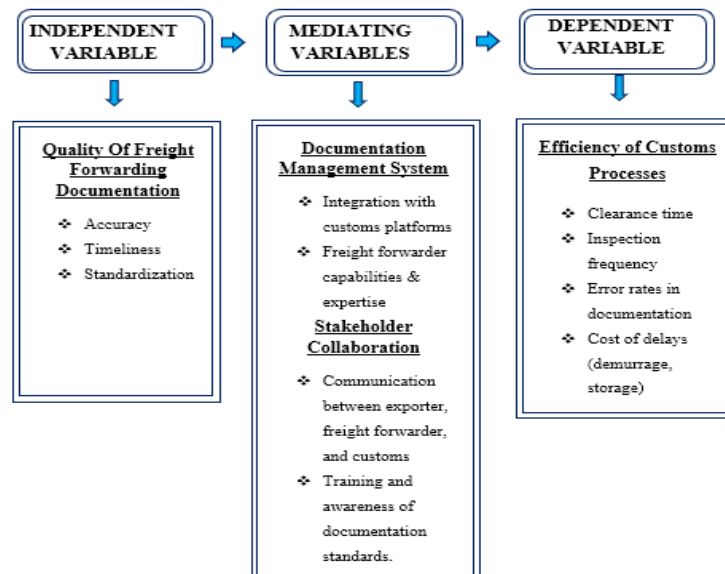 INDEPENDENT
VARIABLE
MEDIATING
VARIABLES
DEPENDENT
VARIABLE
Quality Of Freight
Forwarding
Documentation
❖ Accuracy
❖ Timeliness
❖ Standardization
Documentation
Management System
❖ Integration with
customs platforms
❖ Freight forwarder
capabilities &
expertise
Stakeholder
Collaboration
❖ Communication
between exporter,
freight forwarder,
and customs
❖ Training and
awareness of
documentation
standards.
Efficiency of Customs
Processes
❖ Clearance time
❖ Inspection
frequency
❖ Error rates in
documentation
❖ Cost of delays
(demurrage,
storage)